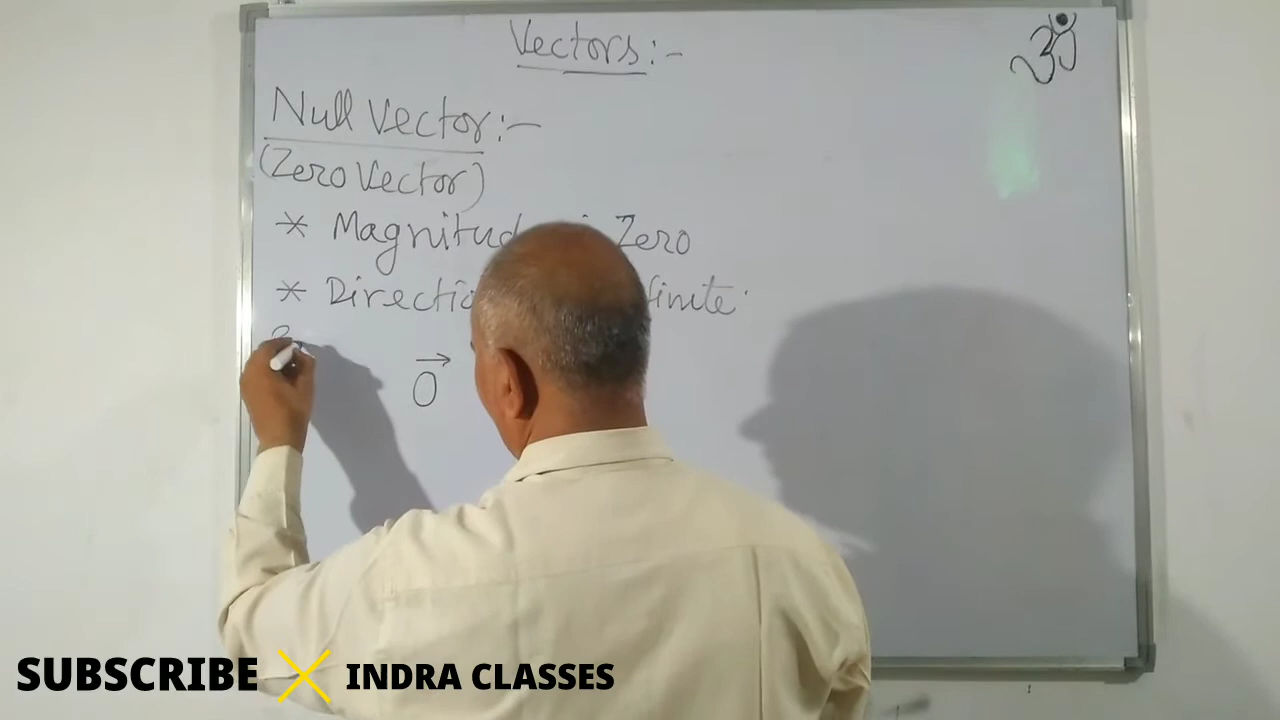 Vectors:-
ॐ
Null Vector:-
(Zero Vector)
* Magnitud Zero
* Directio finite.
→
0
SUBSCRIBE INDRA CLASSES